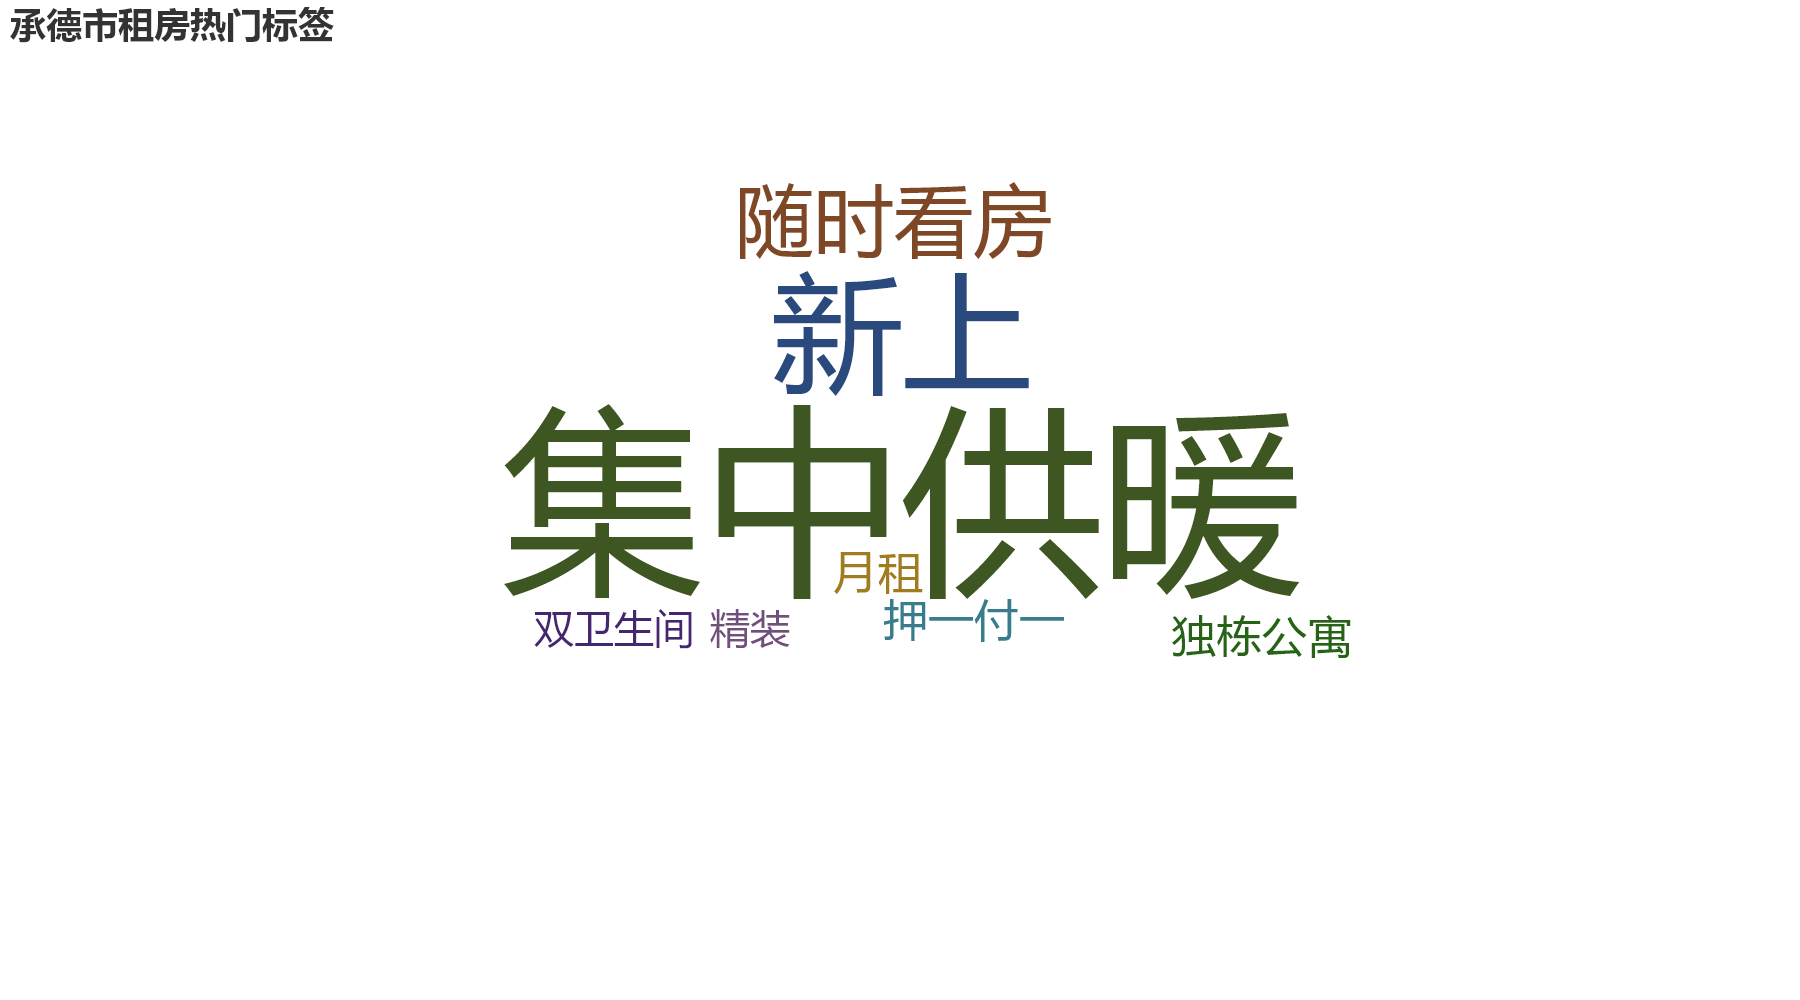 承德市租房热门标签
随时看房
新上
集中供暖
月租
双卫生间
精装
押一付一
独栋公寓